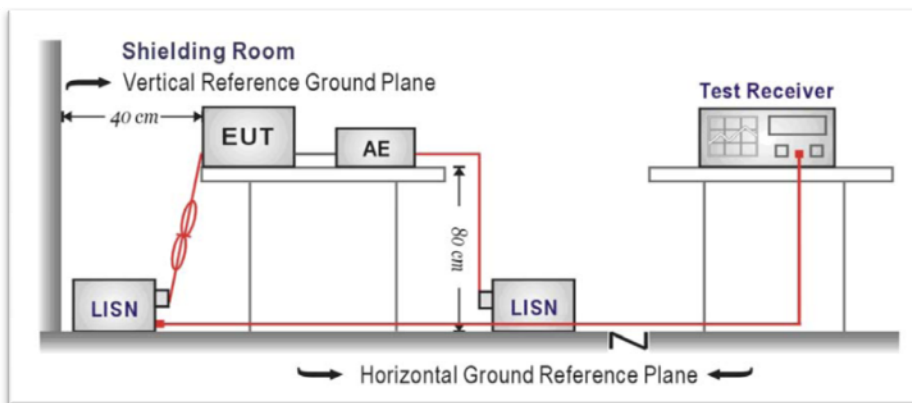 Shielding Room
Vertical Reference Ground Plane
Test Receiver
40 cm
EUT
AE
80 cm
LISN
LISN
Horizontal Ground Reference Plane